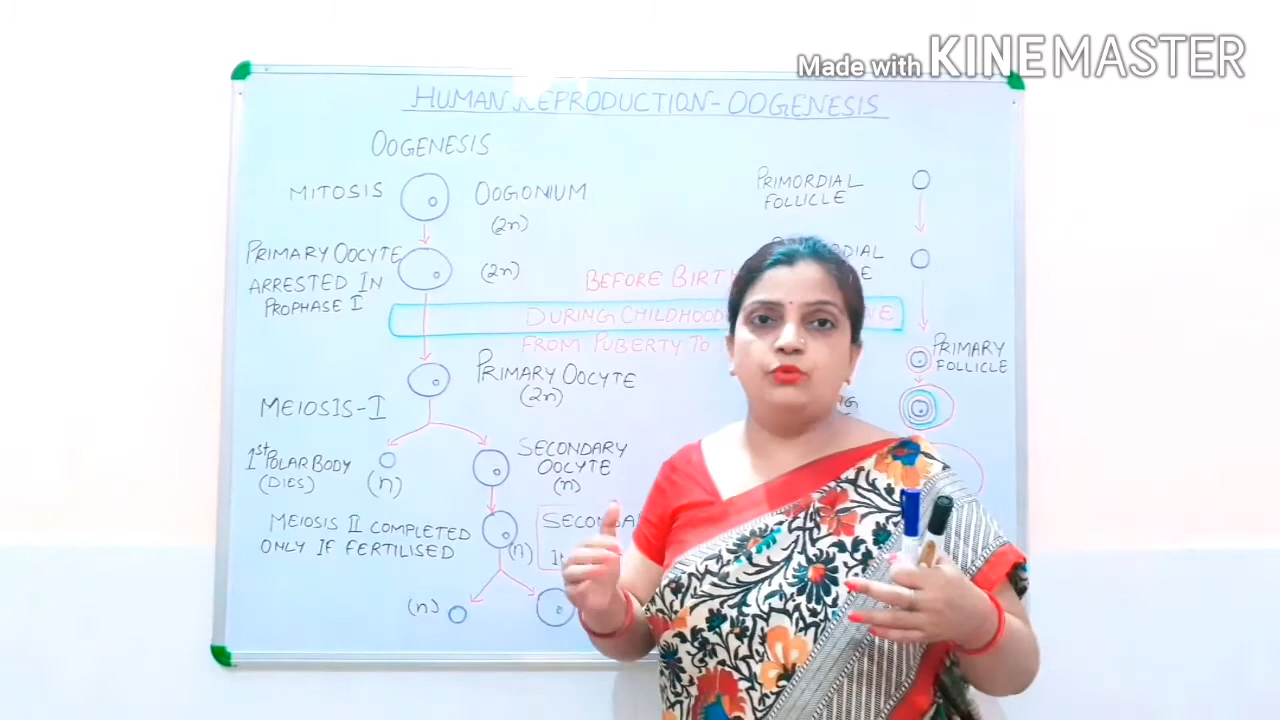 Made with KINEMASTER
HUMAN REPRODUCTION-OOGENESIS
OOGENESIS
MITOSIS
OOGONIUM
(2n)
PRIMARY OOCYTE
ARRESTED IN
PROPHASE I
(2n)
BEFORE BIRTH
DURING CHILDHOOD
FROM PUBERTY TO
PRIMARY OOCYTE
(2n)
MEIOSIS-I
1st POLAR BODY
(DIES)
(n)
SECONDARY
OOCYTE
(n)
MEIOSIS II COMPLETED
ONLY IF FERTILISED
(n)
(n)
PRIMORDIAL
FOLLICLE
PRIMARY
FOLLICLE